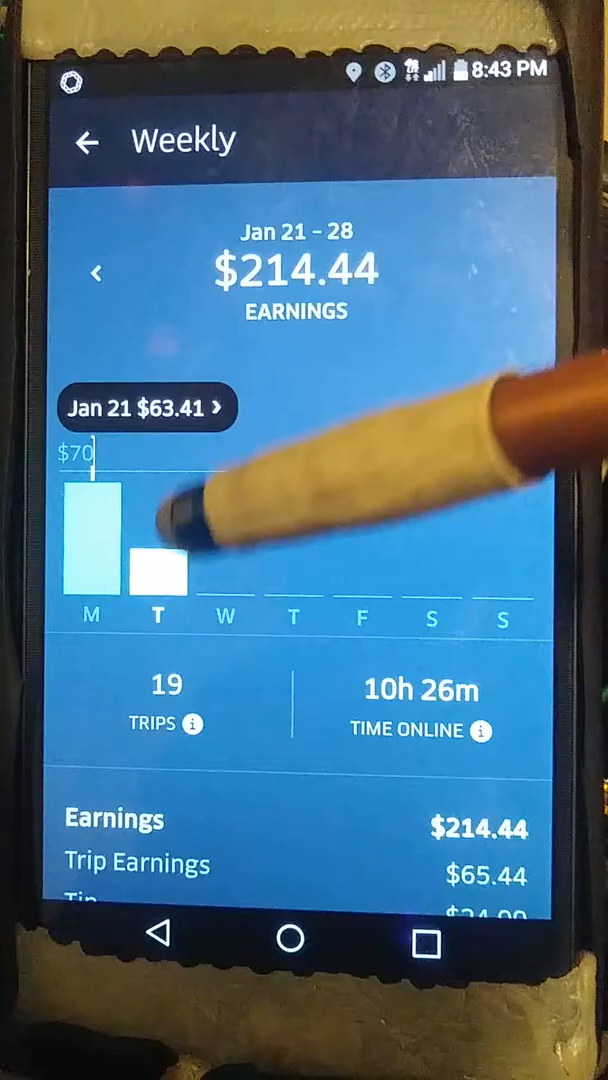 8:43 PM
Weekly
Jan 21 - 28
$214.44
EARNINGS
Jan 21 $63.41 ›
$70
M T W T F S S
19
TRIPS
10h 26m
TIME ONLINE
Earnings $214.44
Trip Earnings $65.44